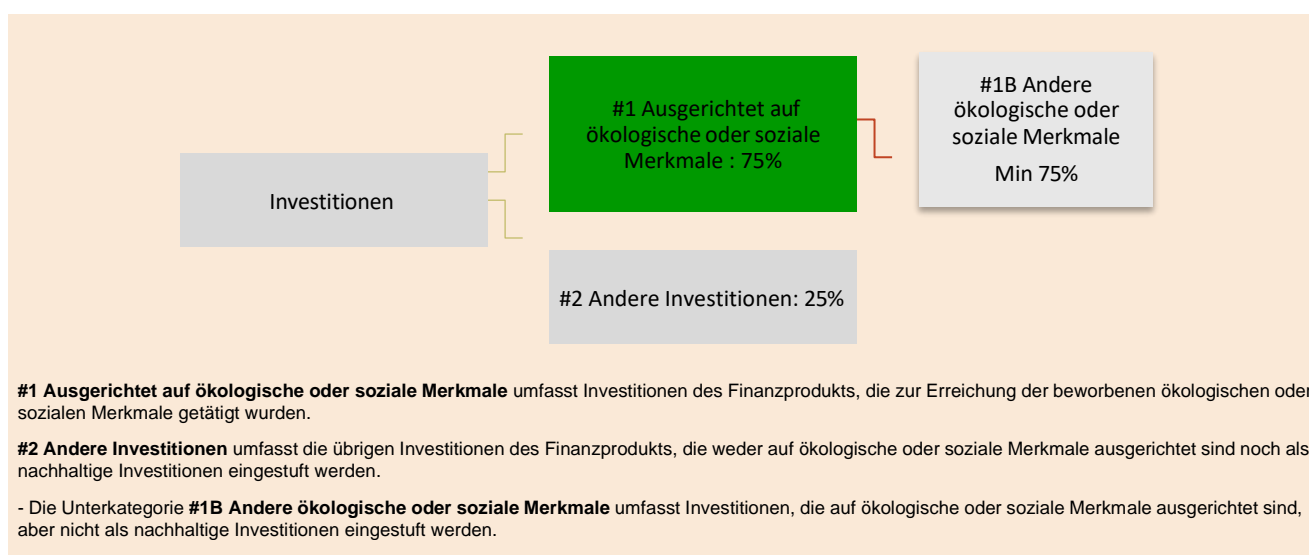 #1 Ausgerichtet auf
ökologische oder soziale
Merkmale : 75%
#1B Andere
ökologische oder
soziale Merkmale
Min 75%
Investitionen
#2 Andere Investitionen: 25%
#1 Ausgerichtet auf ökologische oder soziale Merkmale umfasst Investitionen des Finanzprodukts, die zur Erreichung der beworbenen ökologischen oder
sozialen Merkmale getätigt wurden.
#2 Andere Investitionen umfasst die übrigen Investitionen des Finanzprodukts, die weder auf ökologische oder soziale Merkmale ausgerichtet sind noch als
nachhaltige Investitionen eingestuft werden.
- Die Unterkategorie #1B Andere ökologische oder soziale Merkmale umfasst Investitionen, die auf ökologische oder soziale Merkmale ausgerichtet sind,
aber nicht als nachhaltige Investitionen eingestuft werden.